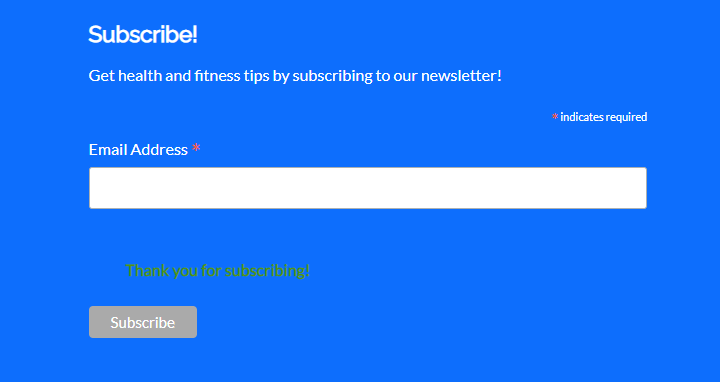 Subscribe!
Get health and fitness tips by subscribing to our newsletter!
* indicates required
Email Address *
Thank you for subscribing!
Subscribe